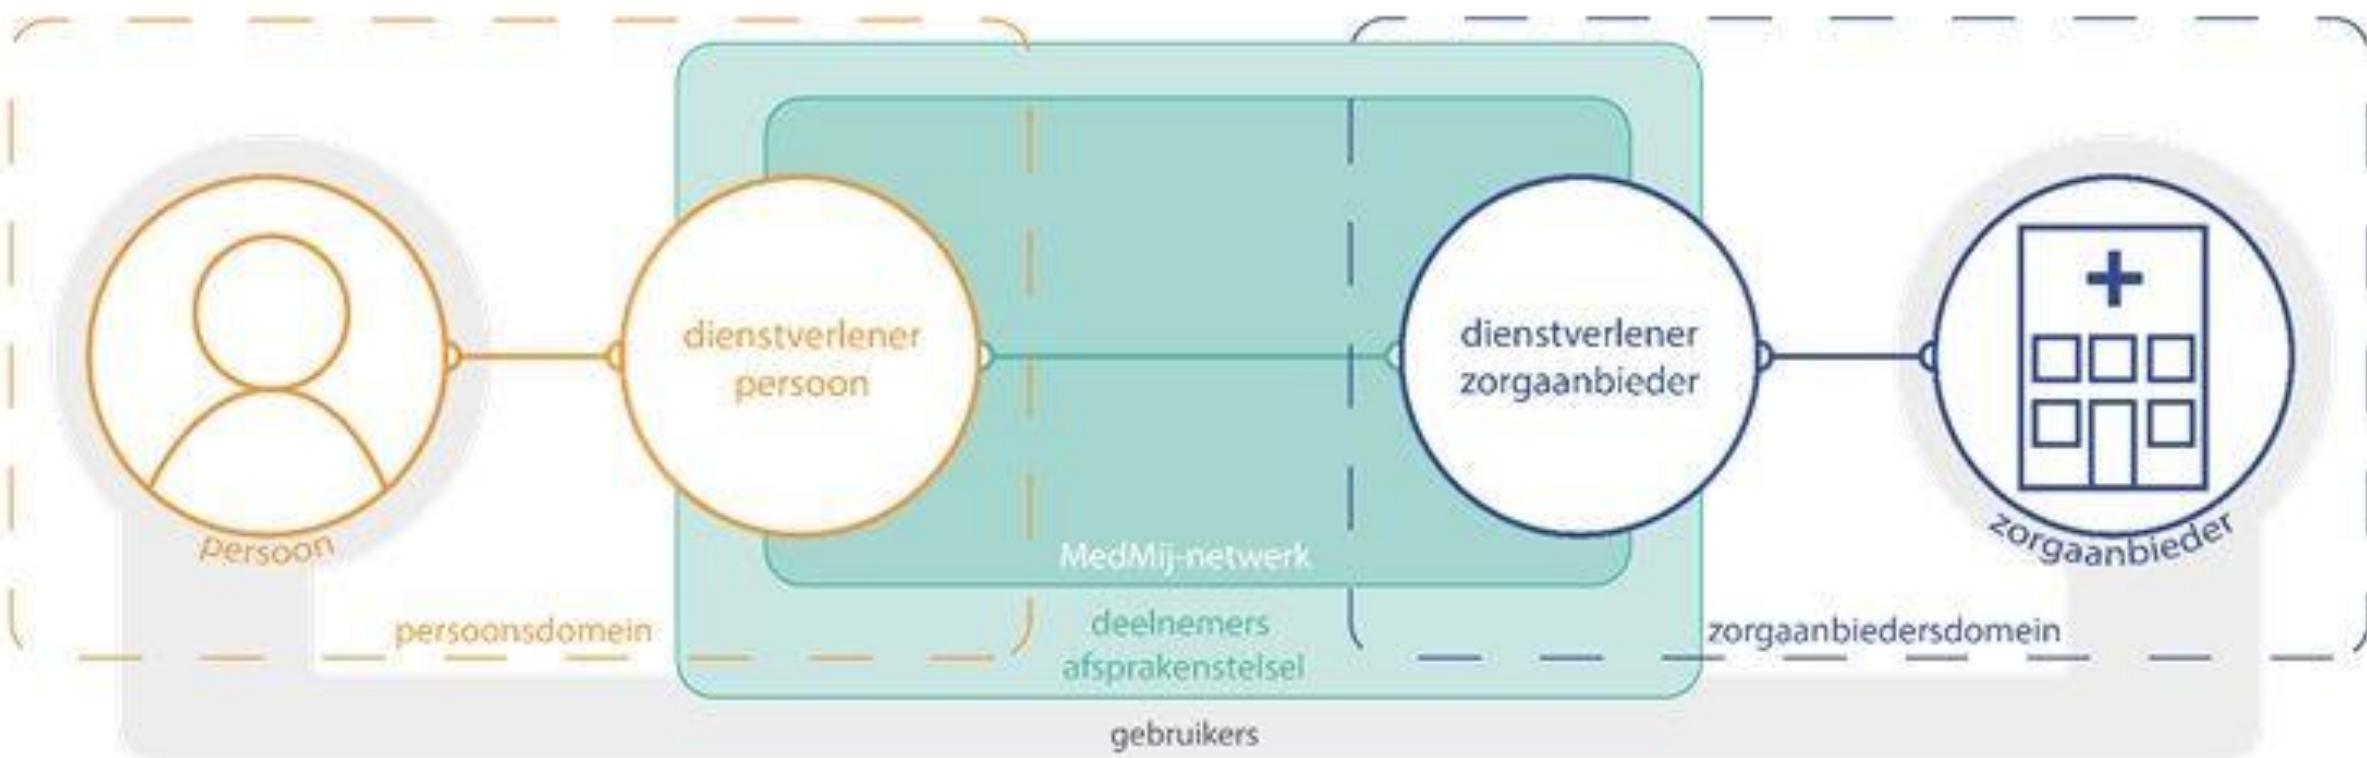 dienstverlener
persoon
dienstverlener
zorgaanbieder
persoon
zorgaanbieder
MedMij-netwerk
persoonsdomein
deelnemers
afsprakenstelsel
zorgaanbiedersdomein
gebruikers